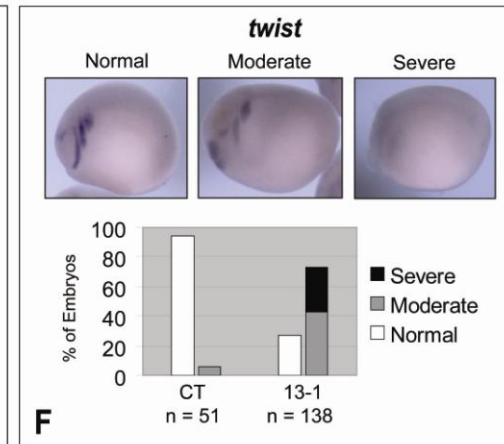 twist
Normal Moderate Severe
100
80
60
40
20
0
% of Embryos
Severe
Moderate
Normal
CT 13-1
n = 51 n = 138
F